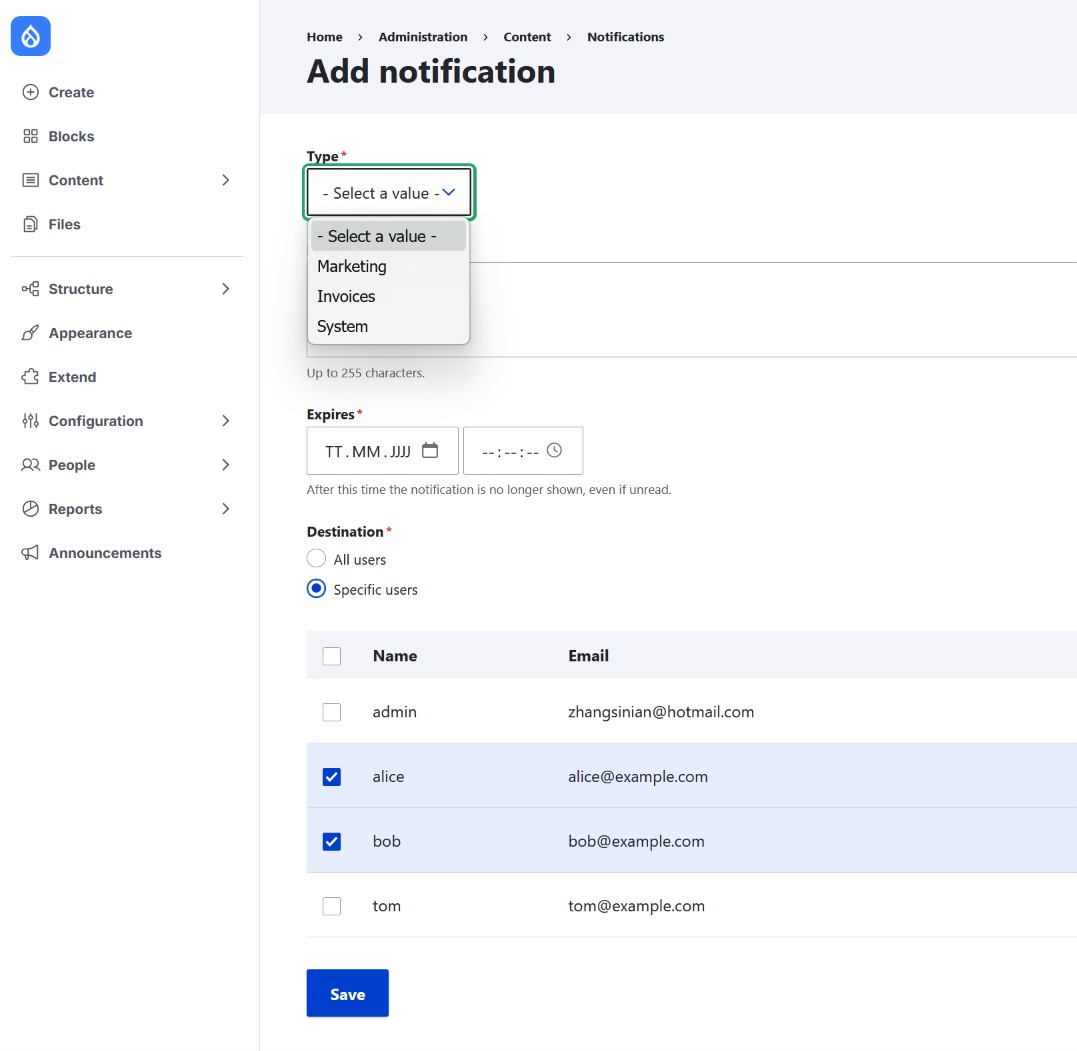 Home > Administration > Content > Notifications
Add notification
Create
Blocks
Content
Files
Structure
Appearance
Extend
Configuration
People
Reports
Announcements
Type *
- Select a value -
- Select a value -
Marketing
Invoices
System
Up to 255 characters.
Expires *
TT.MM.JJJJ --:--:--
After this time the notification is no longer shown, even if unread.
Destination *
All users
Specific users
Name Email
admin zhangsinian@hotmail.com
alice alice@example.com
bob bob@example.com
tom tom@example.com
Save